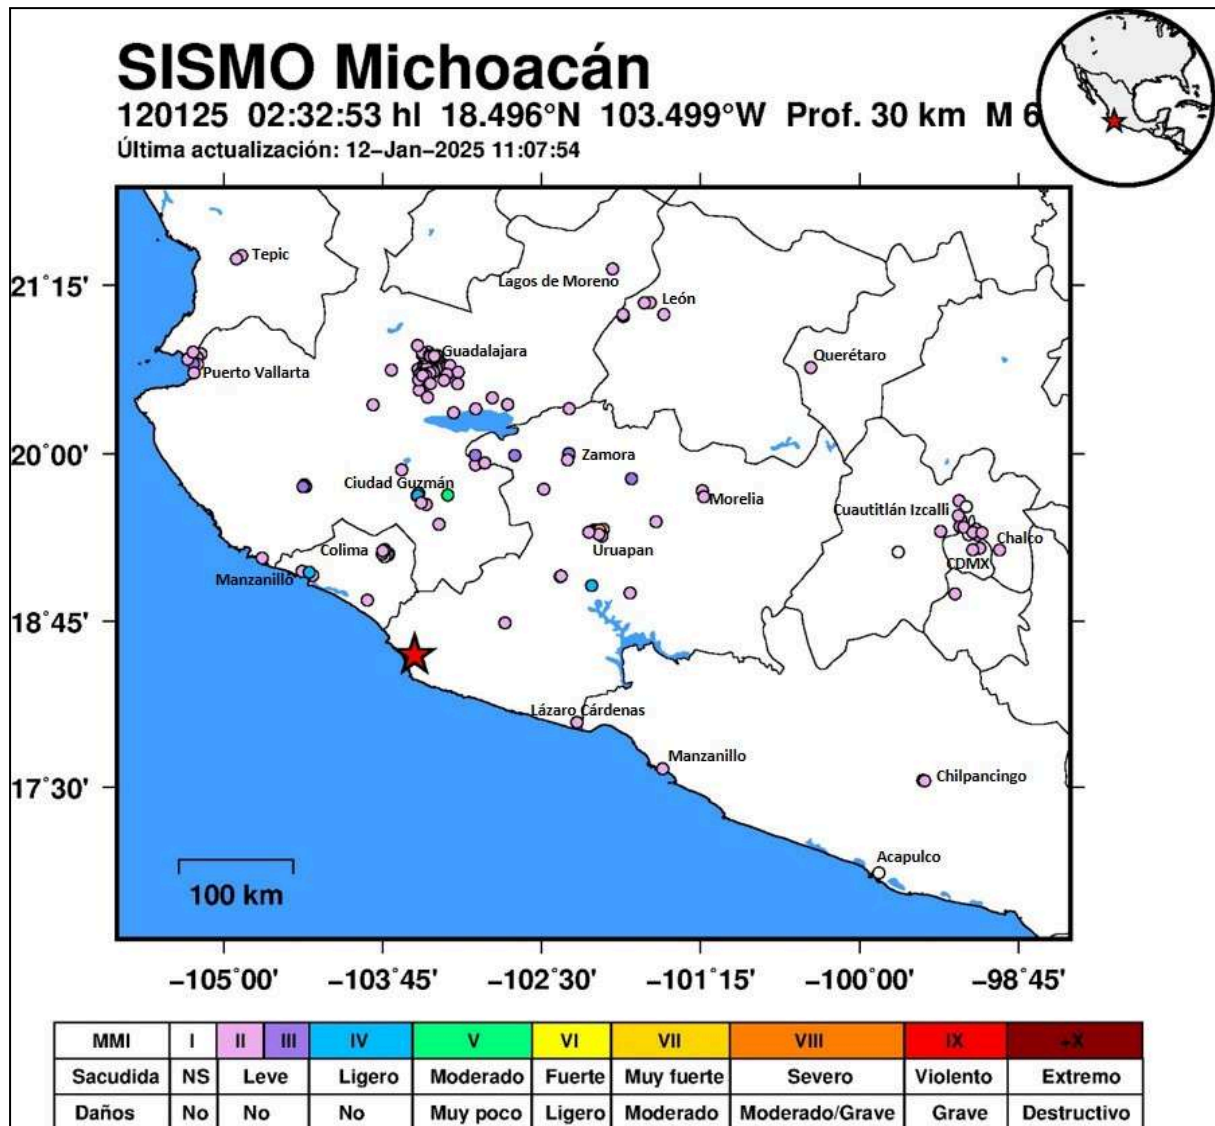 SISMO Michoacán
120125 02:32:53 hl 18.496°N 103.499°W Prof. 30 km M 6
Última actualización: 12–Jan–2025 11:07:54
Tepic
21˚15'
Lagos de Moreno
León
Guadalajara
Querétaro
Puerto Vallarta
20˚00'
Zamora
Ciudad Guzmán
Morelia
Cuautitlán Izcalli
Colima
Uruapan
Chalco
CDMX
Manzanillo
18˚45'
Lázaro Cárdenas
Manzanillo
17˚30'
Chilpancingo
Acapulco
100 km
−105˚00' −103˚45' −102˚30' −101˚15' −100˚00' −98˚45'
MMI I II III IV V VI VII VIII IX +X
Sacudida NS Leve Ligero Moderado Fuerte Muy fuerte Severo Violento Extremo
Daños No No No Muy poco Ligero Moderado Moderado/Grave Grave Destructivo